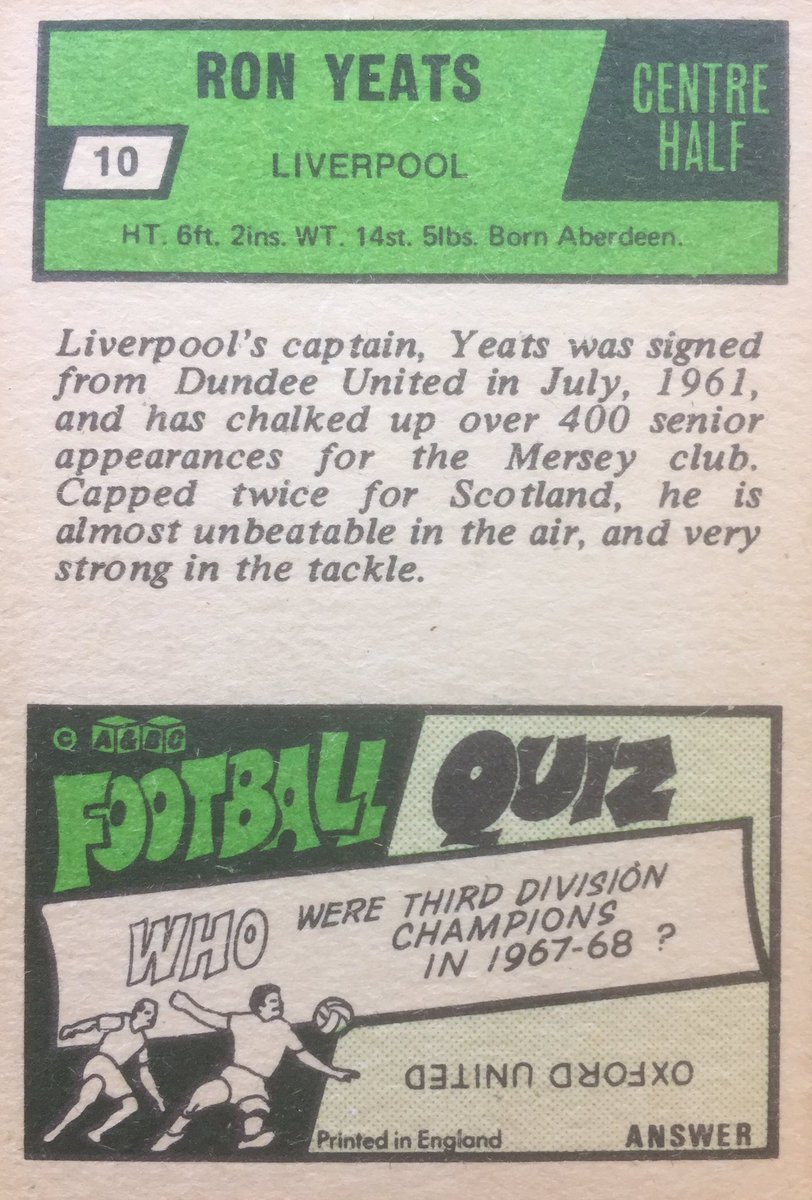 RON YEATS
CENTRE
HALF
10
LIVERPOOL
HT. 6ft. 2ins. WT. 14st. 5lbs. Born Aberdeen.
Liverpool's captain, Yeats was signed
from Dundee United in July, 1961,
and has chalked up over 400 senior
appearances for the Mersey club.
Capped twice for Scotland, he is
almost unbeatable in the air, and very
strong in the tackle.
© A&BC
FOOTBALL QUIZ
WHO WERE THIRD DIVISION
CHAMPIONS
IN 1967-68 ?
OXFORD UNITED
Printed in England
ANSWER